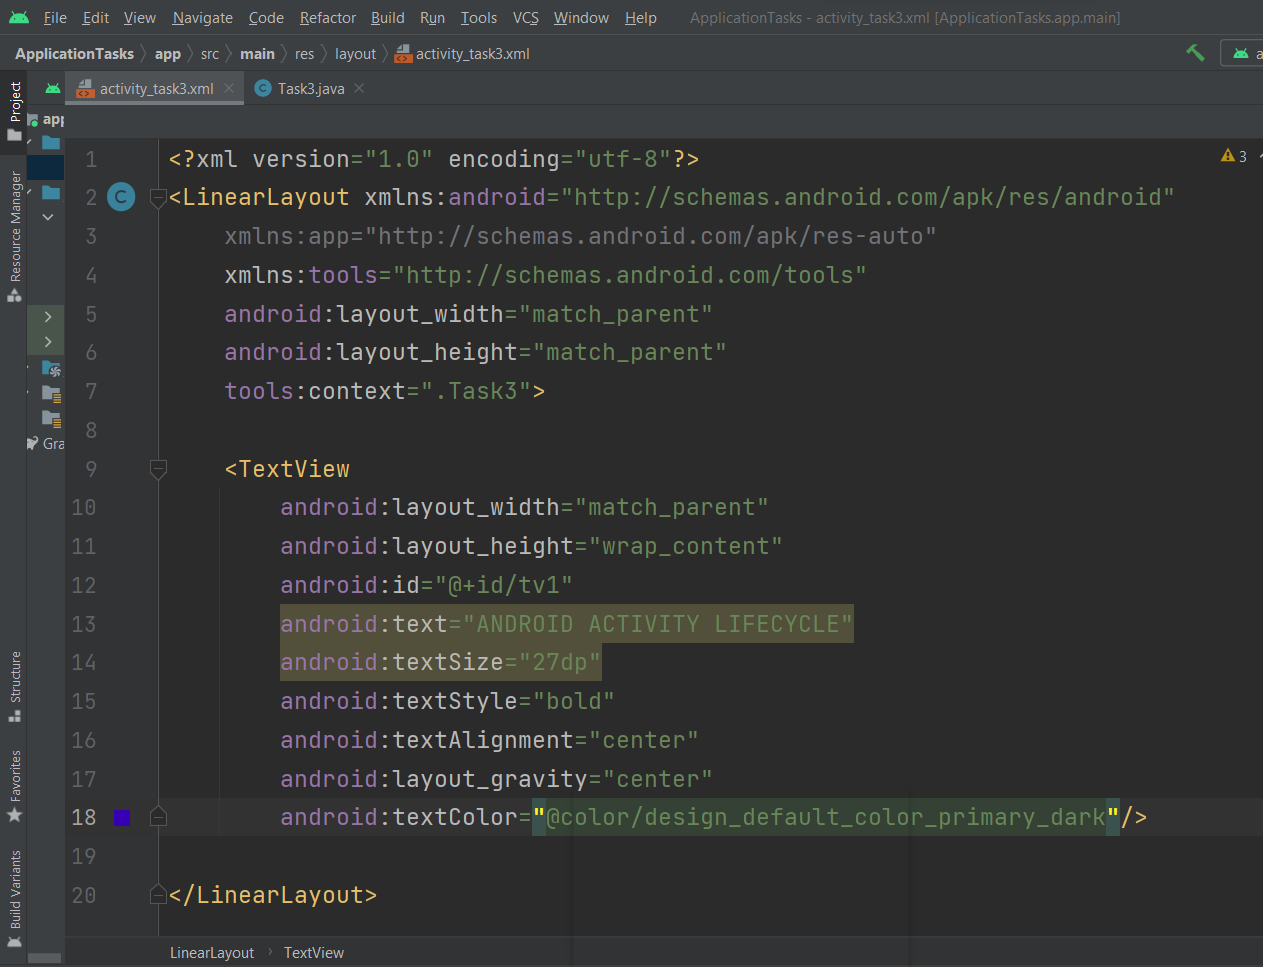 File Edit View Navigate Code Refactor Build Run Tools VCS Window Help ApplicationTasks - activity_task3.xml [ApplicationTasks.app.main]
ApplicationTasks app src main res layout activity_task3.xml a
activity_task3.xml Task3.java
Project
app
Resource Manager
Gra
Structure
Favorites
Build Variants
3
1 <?xml version="1.0" encoding="utf-8"?>
2 <LinearLayout xmlns:android="http://schemas.android.com/apk/res/android"
3 xmlns:app="http://schemas.android.com/apk/res-auto"
4 xmlns:tools="http://schemas.android.com/tools"
5 android:layout_width="match_parent"
6 android:layout_height="match_parent"
7 tools:context=".Task3">
8
9 <TextView
10 android:layout_width="match_parent"
11 android:layout_height="wrap_content"
12 android:id="@+id/tv1"
13 android:text="ANDROID ACTIVITY LIFECYCLE"
14 android:textSize="27dp"
15 android:textStyle="bold"
16 android:textAlignment="center"
17 android:layout_gravity="center"
18 android:textColor="@color/design_default_color_primary_dark"/>
19
20 </LinearLayout>
LinearLayout TextView